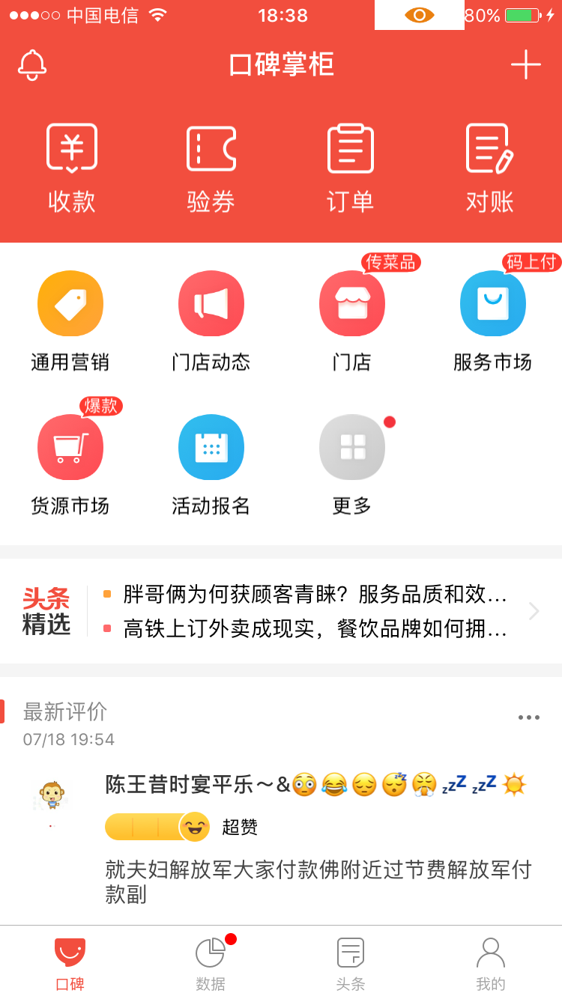 中国电信 18:38 80%
口碑掌柜
收款 验券 订单 对账
传菜品 码上付
通用营销 门店动态 门店 服务市场
爆款
货源市场 活动报名 更多
头条 胖哥俩为何获顾客青睐？服务品质和效...
精选 高铁上订外卖成现实，餐饮品牌如何拥...
最新评价
07/18 19:54
陈王昔时宴平乐～&😳😂😔😴😤💤💤☀️
超赞
就夫妇解放军大家付款佛附近过节费解放军付
款副
口碑 数据 头条 我的